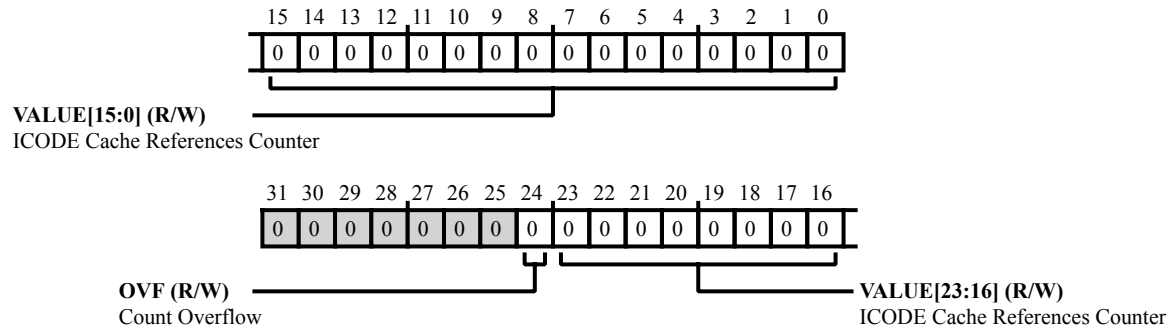 15 14 13 12 11 10 9 8 7 6 5 4 3 2 1 0
0 0 0 0 0 0 0 0 0 0 0 0 0 0 0 0
VALUE[15:0] (R/W)
ICODE Cache References Counter
31 30 29 28 27 26 25 24 23 22 21 20 19 18 17 16
0 0 0 0 0 0 0 0 0 0 0 0 0 0 0 0
OVF (R/W)
Count Overflow
VALUE[23:16] (R/W)
ICODE Cache References Counter